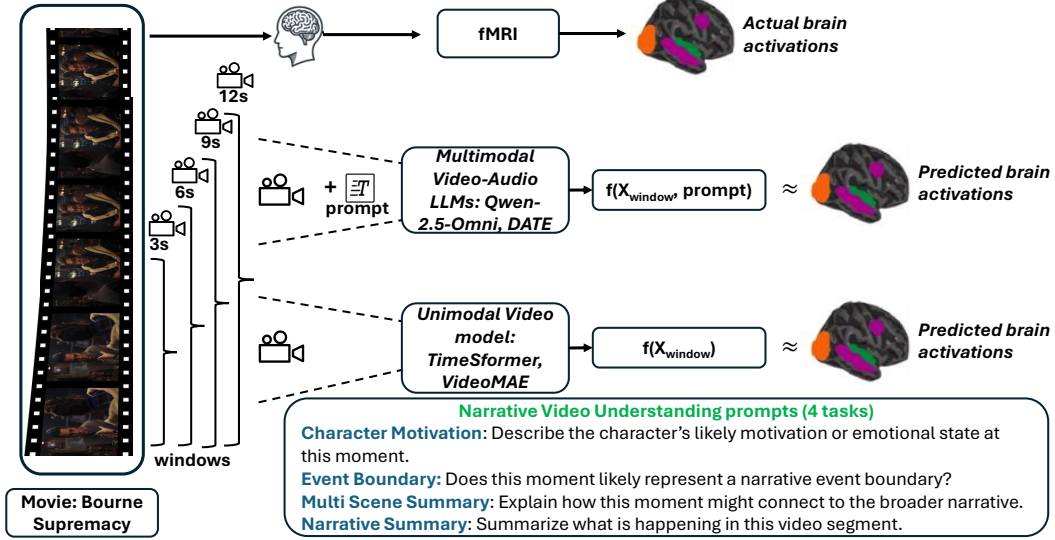 fMRI
Actual brain
activations
12s
9s
6s
3s
+
prompt
Multimodal
Video-Audio
LLMs: Qwen-
2.5-Omni, DATE
f(Xwindow, prompt)
≈
Predicted brain
activations
Unimodal Video
model:
TimeSformer,
VideoMAE
f(Xwindow)
≈
Predicted brain
activations
windows
Movie: Bourne
Supremacy
Narrative Video Understanding prompts (4 tasks)
Character Motivation: Describe the character's likely motivation or emotional state at
this moment.
Event Boundary: Does this moment likely represent a narrative event boundary?
Multi Scene Summary: Explain how this moment might connect to the broader narrative.
Narrative Summary: Summarize what is happening in this video segment.